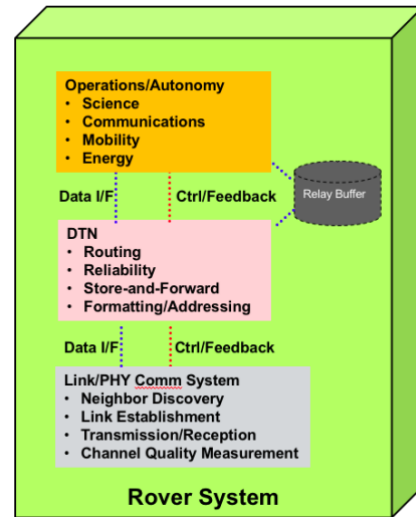 Operations/Autonomy
• Science
• Communications
• Mobility
• Energy
Relay Buffer
Data I/F
Ctrl/Feedback
DTN
• Routing
• Reliability
• Store-and-Forward
• Formatting/Addressing
Data I/F
Ctrl/Feedback
Link/PHY Comm System
• Neighbor Discovery
• Link Establishment
• Transmission/Reception
• Channel Quality Measurement
Rover System